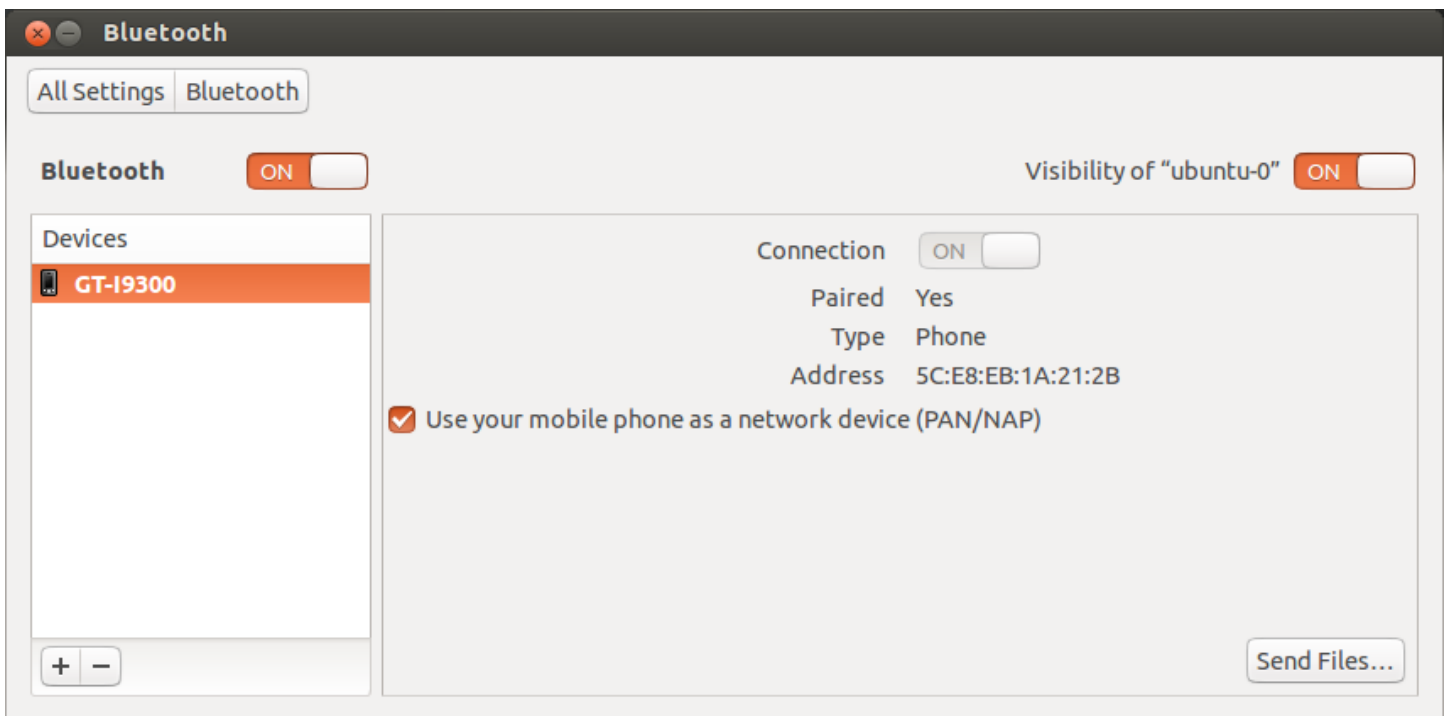 Bluetooth
All Settings Bluetooth
Bluetooth ON Visibility of “ubuntu-0” ON
Devices
GT-I9300
Connection ON
Paired Yes
Type Phone
Address 5C:E8:EB:1A:21:2B
Use your mobile phone as a network device (PAN/NAP)
+ −
Send Files...